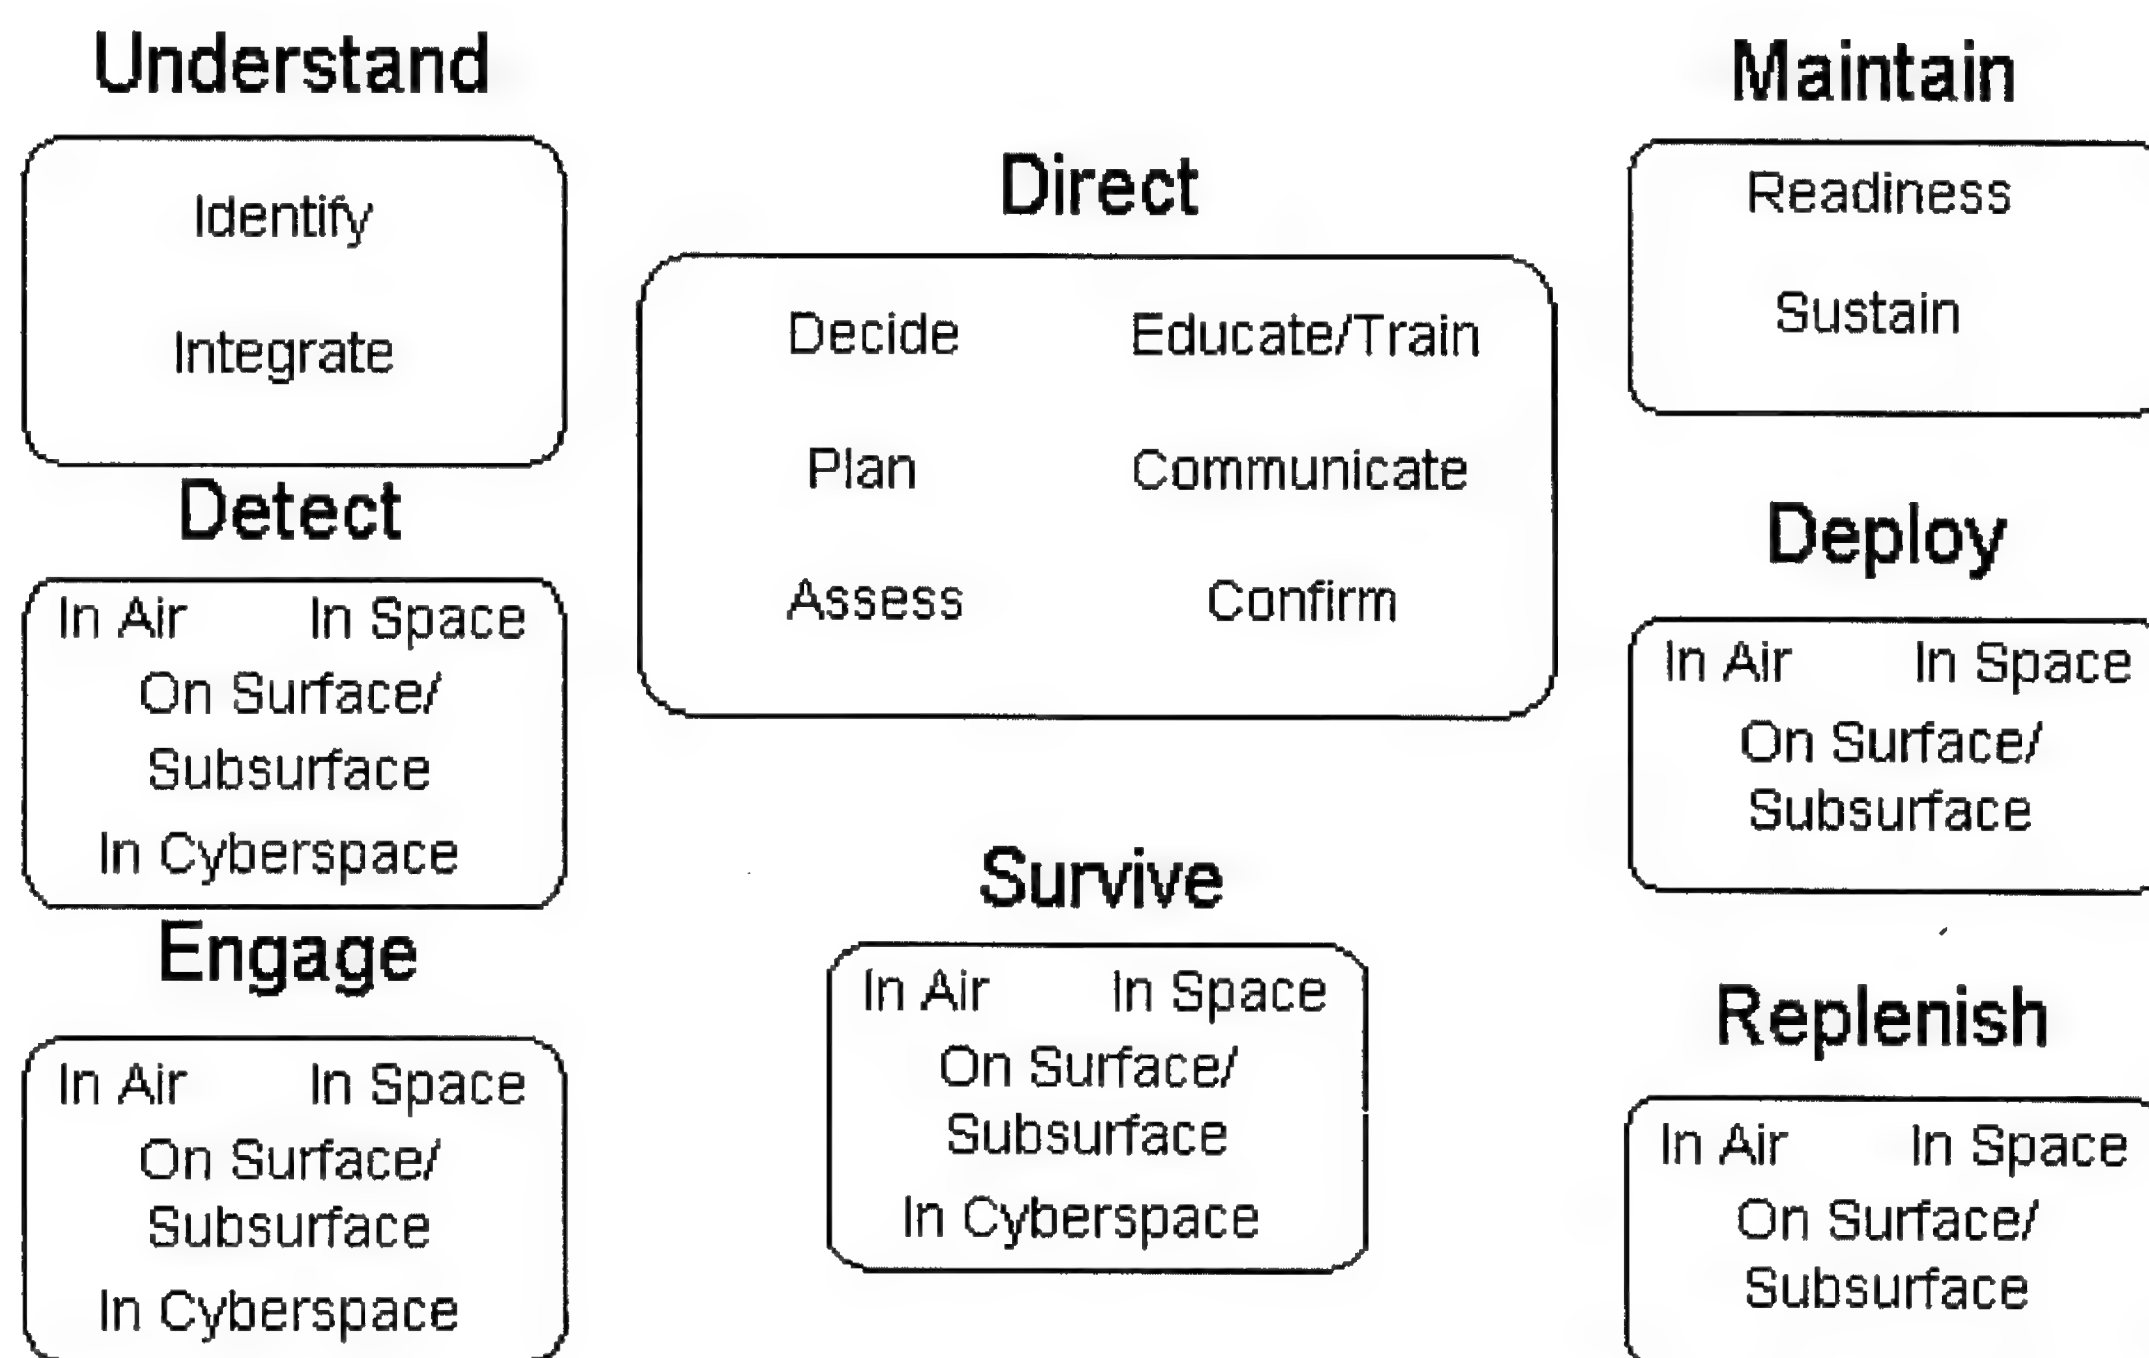 Understand
Identify
Integrate
Detect
In Air In Space
On Surface/
Subsurface
In Cyberspace
Engage
In Air In Space
On Surface/
Subsurface
In Cyberspace
Direct
Decide Educate/Train
Plan Communicate
Assess Confirm
Survive
In Air In Space
On Surface/
Subsurface
In Cyberspace
Maintain
Readiness
Sustain
Deploy
In Air In Space
On Surface/
Subsurface
Replenish
In Air In Space
On Surface/
Subsurface